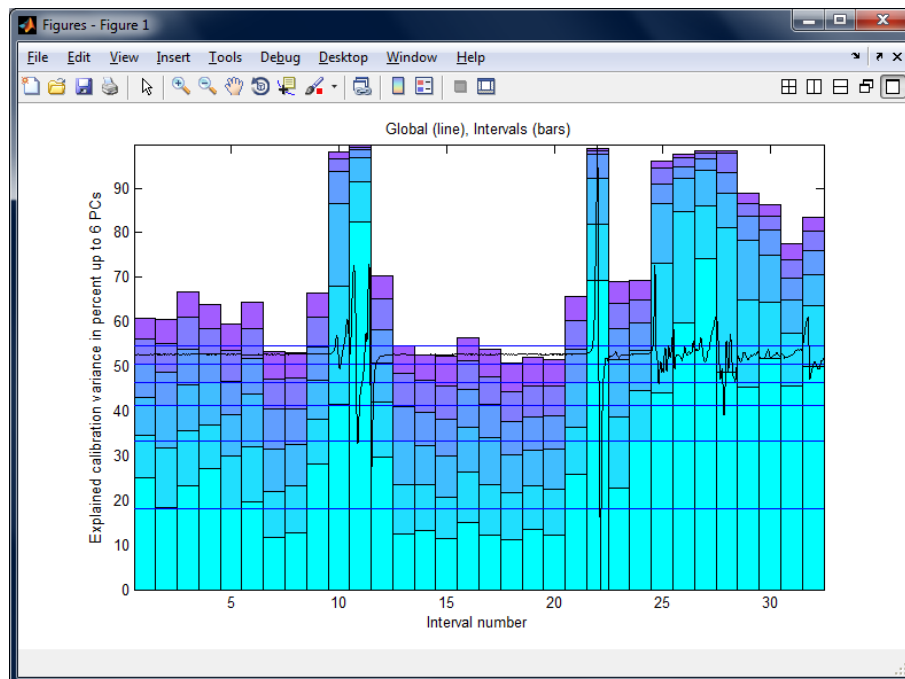 Figures - Figure 1
File Edit View Insert Tools Debug Desktop Window Help
Global (line), Intervals (bars)
Explained calibration variance in percent up to 6 PCs
90
80
70
60
50
40
30
20
10
0
5 10 15 20 25 30
Interval number